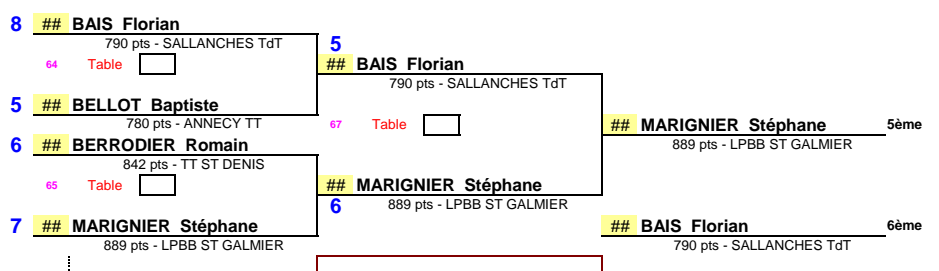 8 ## BAIS Florian
790 pts - SALLANCHES TdT
5
64 Table
## BAIS Florian
790 pts - SALLANCHES TdT
5 ## BELLOT Baptiste
780 pts - ANNECY TT
67 Table
## MARIGNIER Stéphane 5ème
889 pts - LPBB ST GALMIER
6 ## BERRODIER Romain
842 pts - TT ST DENIS
65 Table
## MARIGNIER Stéphane
6
889 pts - LPBB ST GALMIER
7 ## MARIGNIER Stéphane
889 pts - LPBB ST GALMIER
## BAIS Florian 6ème
790 pts - SALLANCHES TdT